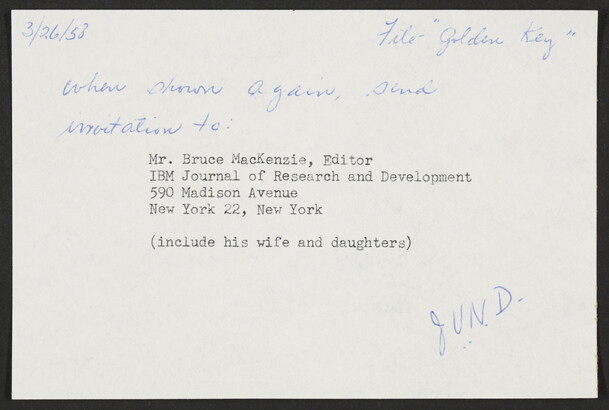 3/26/58 File "Golden Key"
when shown again, send
invitation to:
Mr. Bruce MacKenzie, Editor
IBM Journal of Research and Development
590 Madison Avenue
New York 22, New York
(include his wife and daughters)
JVN.D.